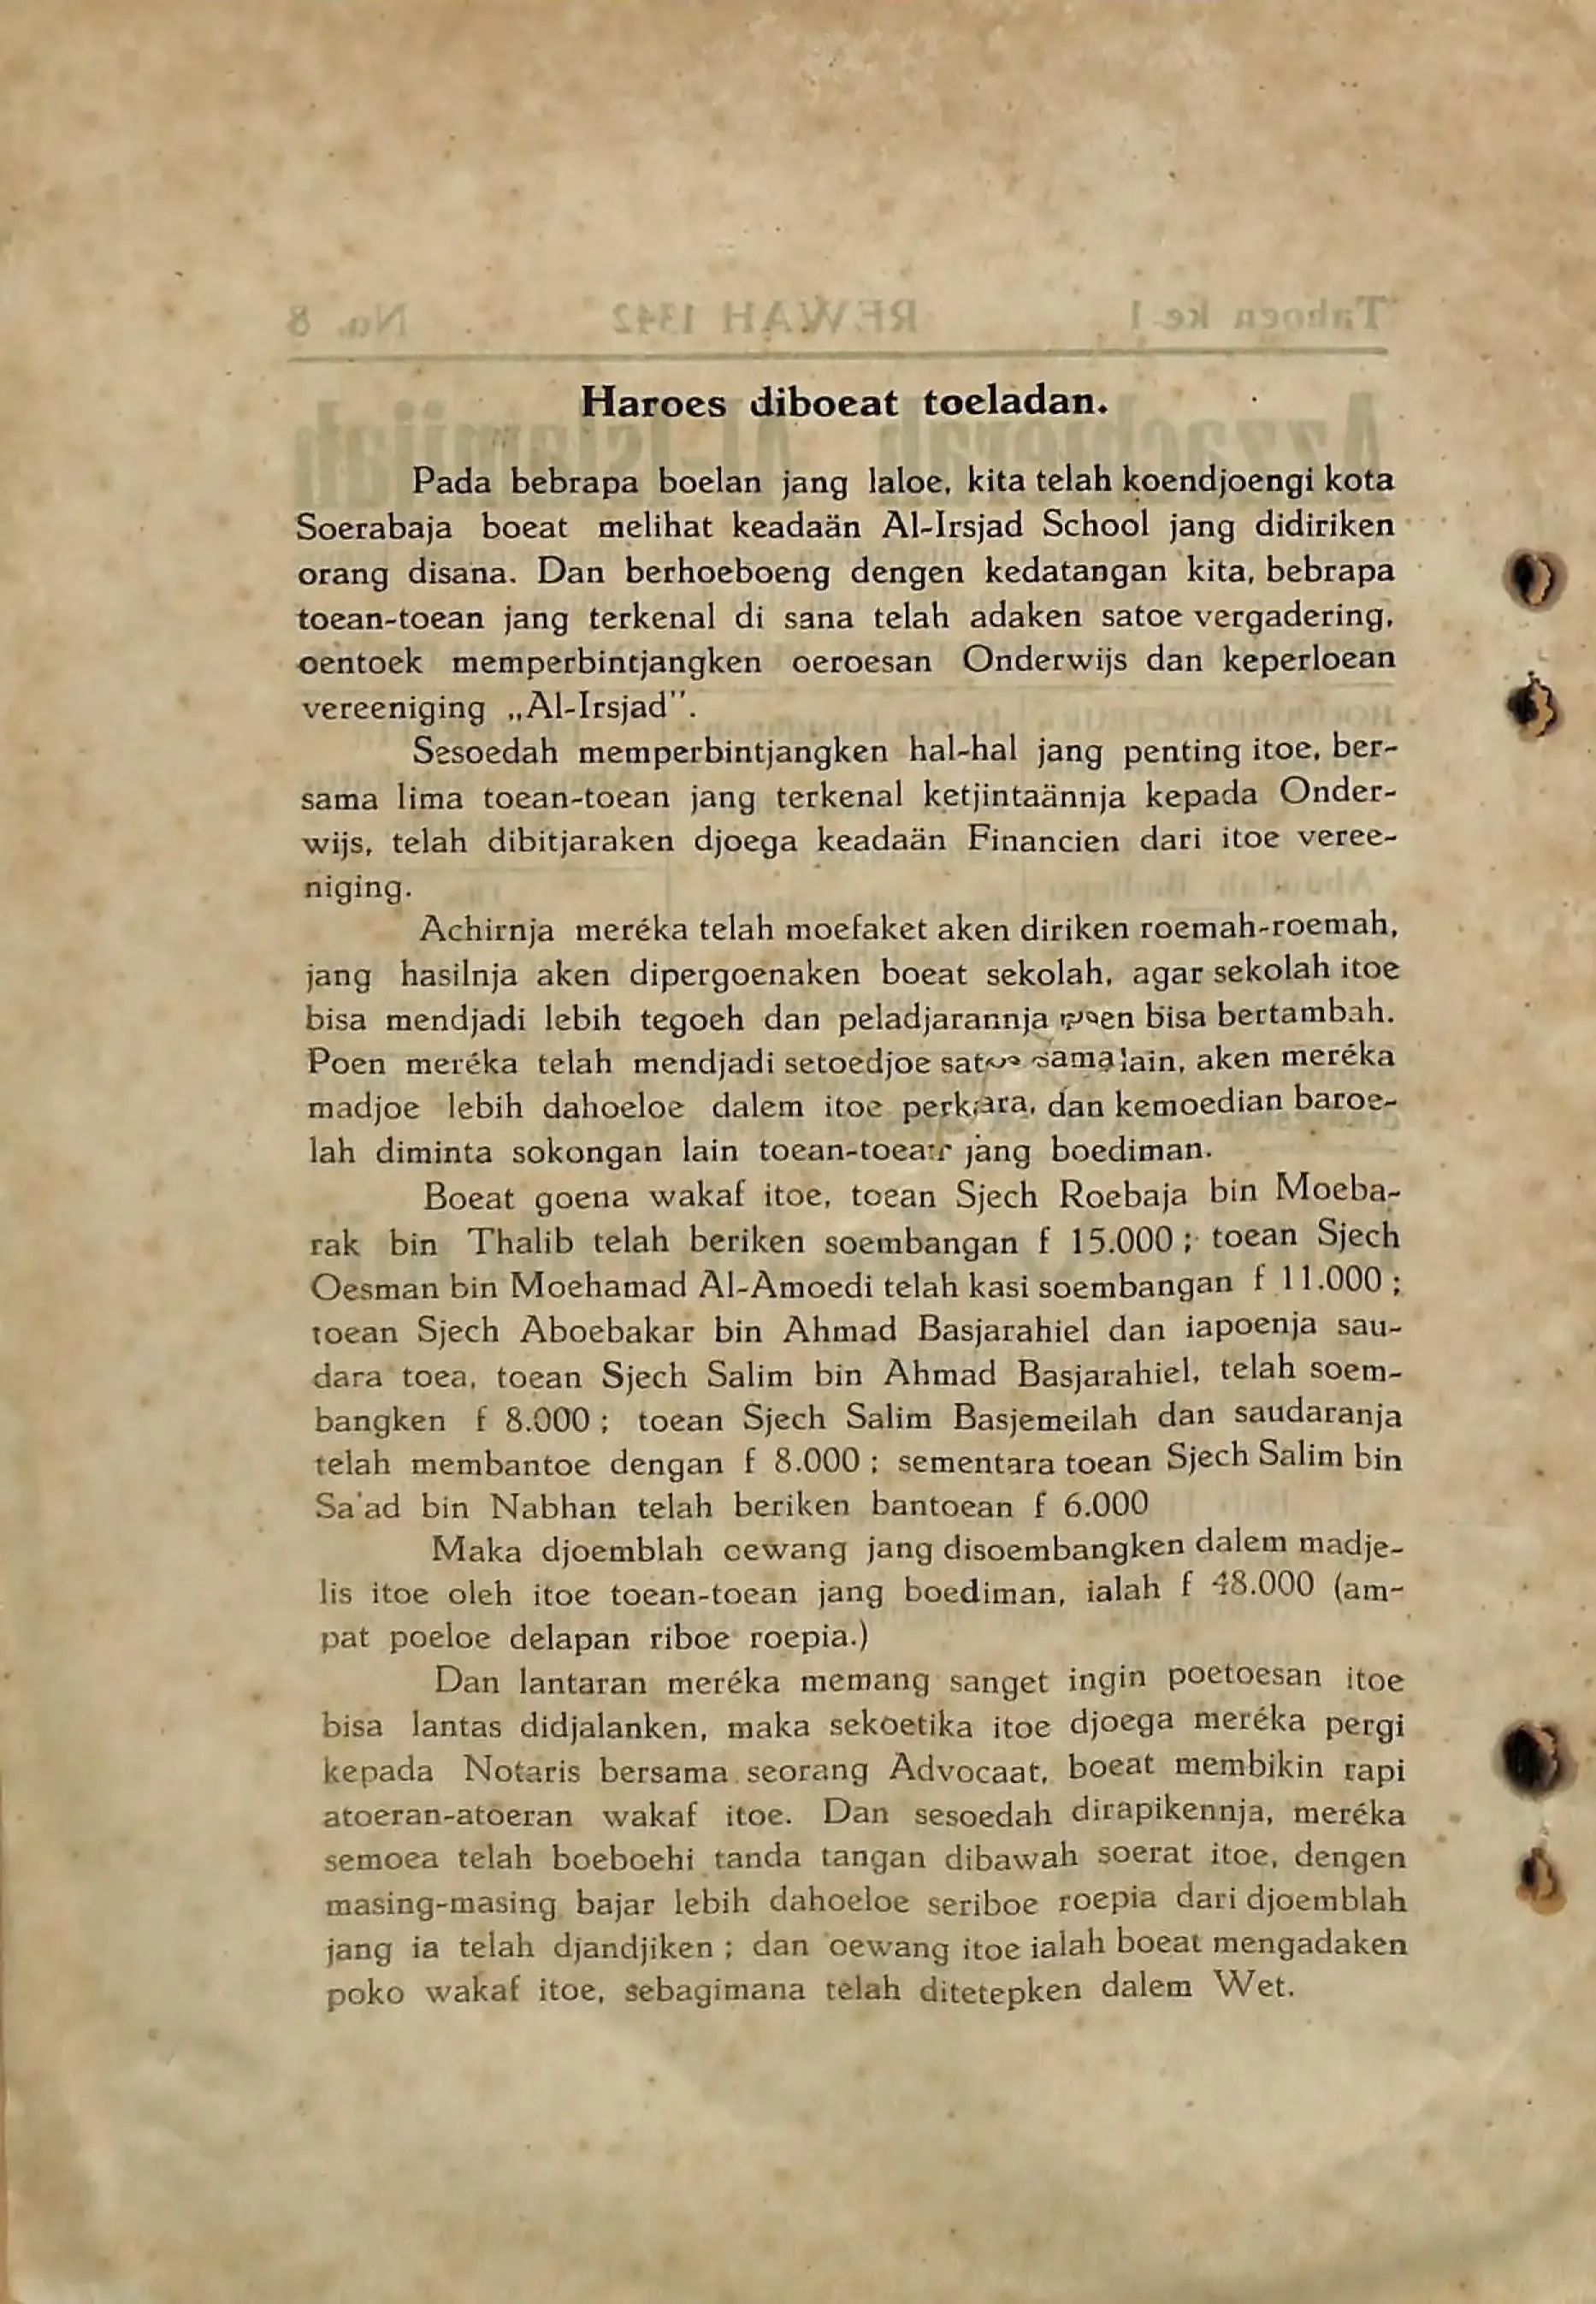 Haroes diboeat toeladan.
Pada bebrapa boelan jang laloe, kita telah koendjoengi kota
Soerabaja boeat melihat keadaän Al-Irsjad School jang didiriken
orang disana. Dan berhoeboeng dengen kedatangan kita, bebrapa
toean-toean jang terkenal di sana telah adaken satoe vergadering,
oentoek memperbintjangken oeroesan Onderwijs dan keperloean
vereeniging „Al-Irsjad".
Sesoedah memperbintjangken hal-hal jang penting itoe, ber-
sama lima toean-toean jang terkenal ketjintaännja kepada Onder-
wijs, telah dibitjaraken djoega keadaän Financien dari itoe veree-
niging.
Achirnja meréka telah moefaket aken diriken roemah-roemah,
jang hasilnja aken dipergoenaken boeat sekolah, agar sekolah itoe
bisa mendjadi lebih tegoeh dan peladjarannja poen bisa bertambah.
Poen meréka telah mendjadi setoedjoe satoe sama lain, aken meréka
madjoe lebih dahoeloe dalem itoe perkara, dan kemoedian baroe-
lah diminta sokongan lain toean-toean jang boediman.
Boeat goena wakaf itoe, toean Sjech Roebaja bin Moeba-
rak bin Thalib telah beriken soembangan f 15.000 ; toean Sjech
Oesman bin Moehamad Al-Amoedi telah kasi soembangan f 11.000 ;
toean Sjech Aboebakar bin Ahmad Basjarahiel dan iapoenja sau-
dara toea, toean Sjech Salim bin Ahmad Basjarahiel, telah soem-
bangken f 8.000 ; toean Sjech Salim Basjemeilah dan saudaranja
telah membantoe dengan f 8.000 ; sementara toean Sjech Salim bin
Sa'ad bin Nabhan telah beriken bantoean f 6.000
Maka djoemblah oewang jang disoembangken dalem madje-
lis itoe oleh itoe toean-toean jang boediman, ialah f 48.000 (am-
pat poeloe delapan riboe roepia.)
Dan lantaran meréka memang sanget ingin poetoesan itoe
bisa lantas didjalanken, maka sekoetika itoe djoega meréka pergi
kepada Notaris bersama seorang Advocaat, boeat membikin rapi
atoeran-atoeran wakaf itoe. Dan sesoedah dirapikennja, meréka
semoea telah boeboehi tanda tangan dibawah soerat itoe, dengen
masing-masing bajar lebih dahoeloe seriboe roepia dari djoemblah
jang ia telah djandjiken ; dan oewang itoe ialah boeat mengadaken
poko wakaf itoe, sebagimana telah ditetepken dalem Wet.